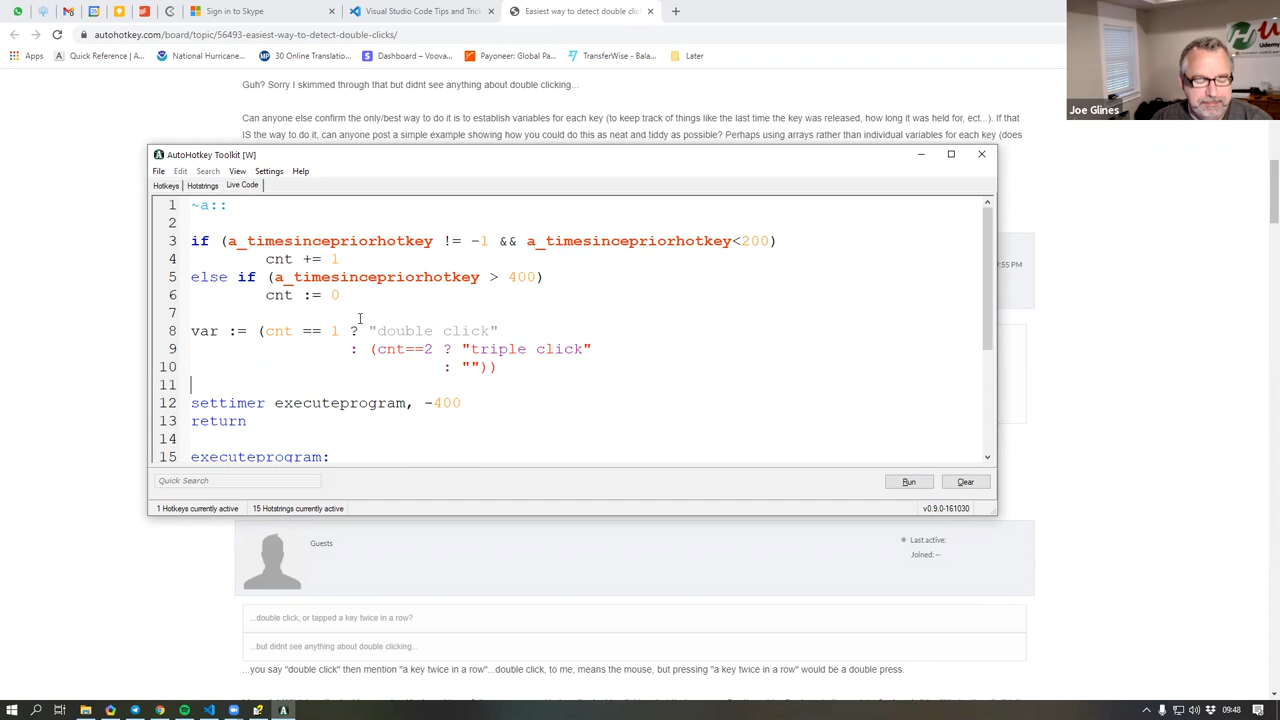 Sign in to Skype
Visual Studio Code Tips and Trick
Easiest way to detect double clic
autohotkey.com/board/topic/56493-easiest-way-to-detect-double-clicks/
Apps
Quick Reference | A...
National Hurricane...
30 Online Translatio...
Dashboard – Voova...
Payoneer: Global Pa...
TransferWise – Bala...
Later
Joe Glines
Guh? Sorry I skimmed through that but didnt see anything about double clicking...
Can anyone else confirm the only/best way to do it is to establish variables for each key (to keep track of things like the last time the key was released, how long it was held for, ect...). If that
IS the way to do it, can anyone post a simple example showing how you could do this as neat and tidy as possible? Perhaps using arrays rather than individual variables for each key (does
AutoHotkey Toolkit [W]
File Edit Search View Settings Help
Hotkeys Hotstrings Live Code
1 ~a::
2
3 if (a_timesincepriorhotkey != -1 && a_timesincepriorhotkey<200)
4 cnt += 1
5 else if (a_timesincepriorhotkey > 400)
6 cnt := 0
7
8 var := (cnt == 1 ? "double click"
9 : (cnt==2 ? "triple click"
10 : ""))
11
12 settimer executeprogram, -400
13 return
14
15 executeprogram:
Quick Search
Run
Clear
1 Hotkeys currently active
15 Hotstrings currently active
v0.9.0-161030
9:55 PM
Guests
Last active:
Joined: --
...double click, or tapped a key twice in a row?
...but didnt see anything about double clicking...
...you say "double click" then mention "a key twice in a row"...double click, to me, means the mouse, but pressing "a key twice in a row" would be a double press.
09:48